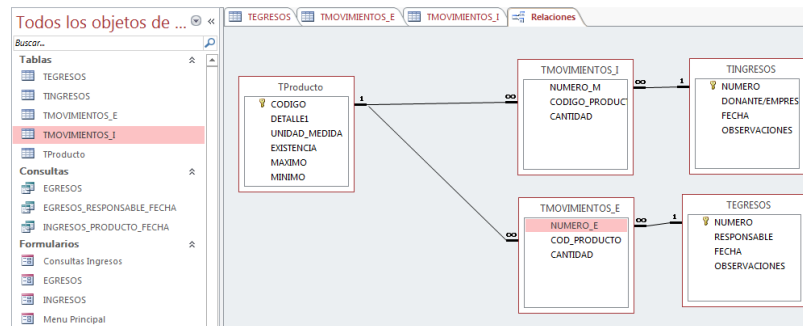 Todos los objetos de ...
Buscar...
Tablas
TEGRESOS
TINGRESOS
TMOVIMIENTOS_E
TMOVIMIENTOS_I
TProducto
Consultas
EGRESOS
EGRESOS_RESPONSABLE_FECHA
INGRESOS_PRODUCTO_FECHA
Formularios
Consultas Ingresos
EGRESOS
INGRESOS
Menu Principal
TEGRESOS
TMOVIMIENTOS_E
TMOVIMIENTOS_I
Relaciones
TProducto
CODIGO
DETALLE1
UNIDAD_MEDIDA
EXISTENCIA
MAXIMO
MINIMO
1
∞
∞
TMOVIMIENTOS_I
NUMERO_M
CODIGO_PRODUCT
CANTIDAD
∞
1
TINGRESOS
NUMERO
DONANTE/EMPRES
FECHA
OBSERVACIONES
TMOVIMIENTOS_E
NUMERO_E
COD_PRODUCTO
CANTIDAD
∞
1
TEGRESOS
NUMERO
RESPONSABLE
FECHA
OBSERVACIONES